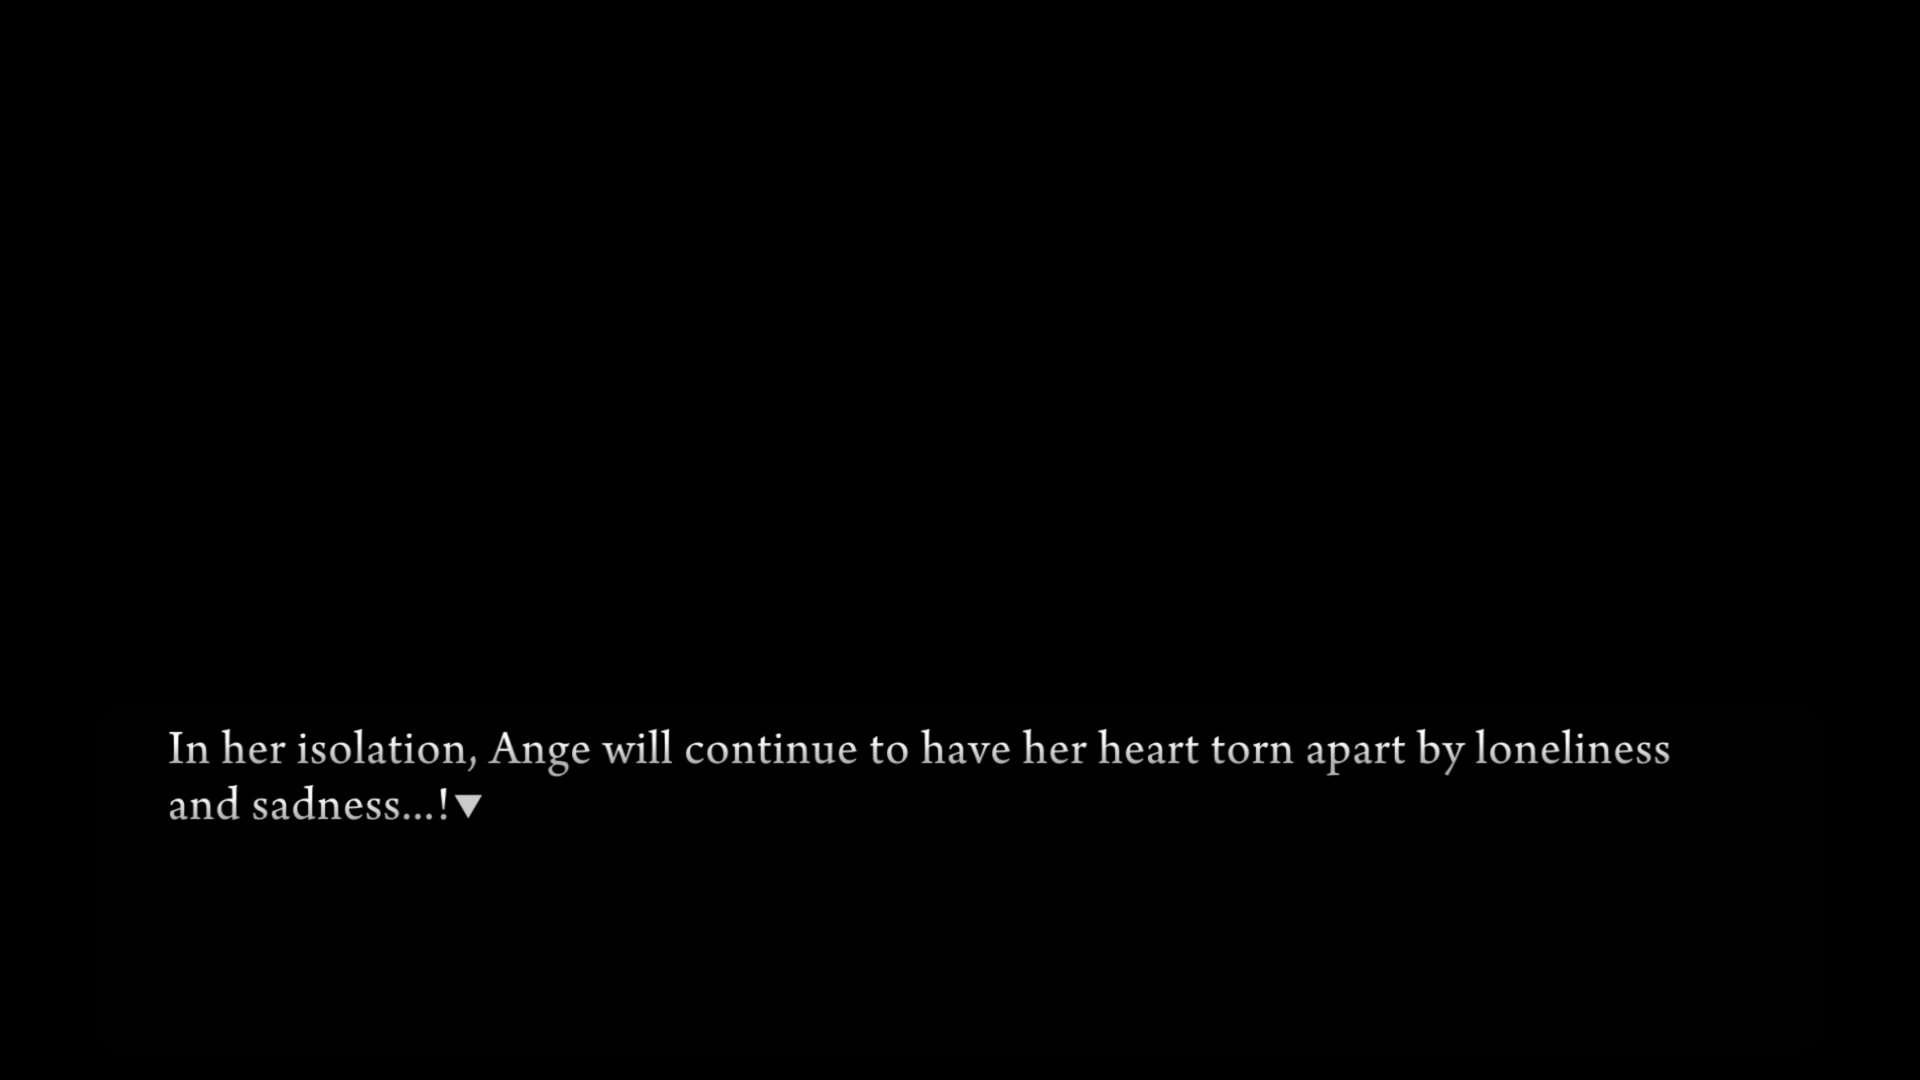 In her isolation, Ange will continue to have her heart torn apart by loneliness
and sadness...!▼